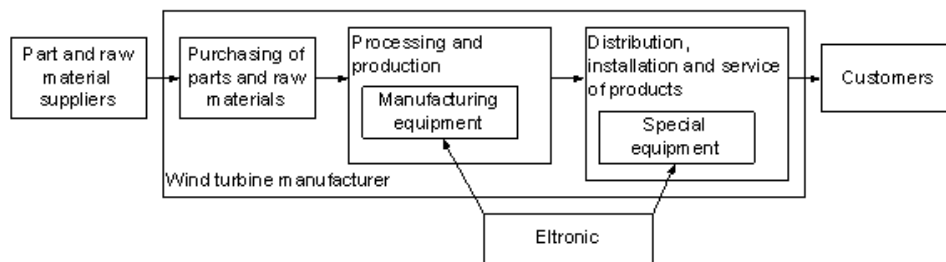 Part and raw
material
suppliers
Purchasing of
parts and raw
materials
Processing and
production
Manufacturing
equipment
Distribution,
installation and service
of products
Special
equipment
Customers
Wind turbine manufacturer
Eltronic